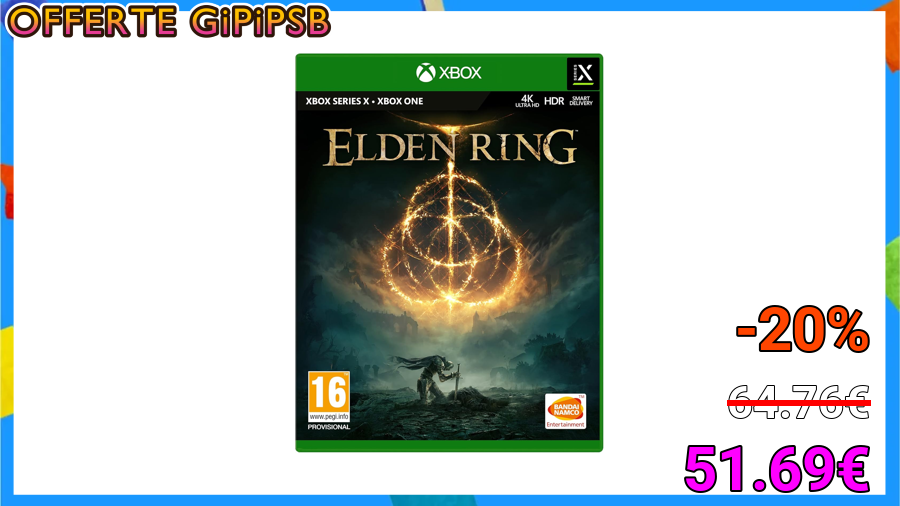 OFFERTE GiPiPSB
XBOX
SERIES X
XBOX SERIES X • XBOX ONE
4K ULTRA HD HDR SMART DELIVERY
ELDEN RING
16
www.pegi.info
PROVISIONAL
BANDAI NAMCO
Entertainment
-20%
64.76€
51.69€